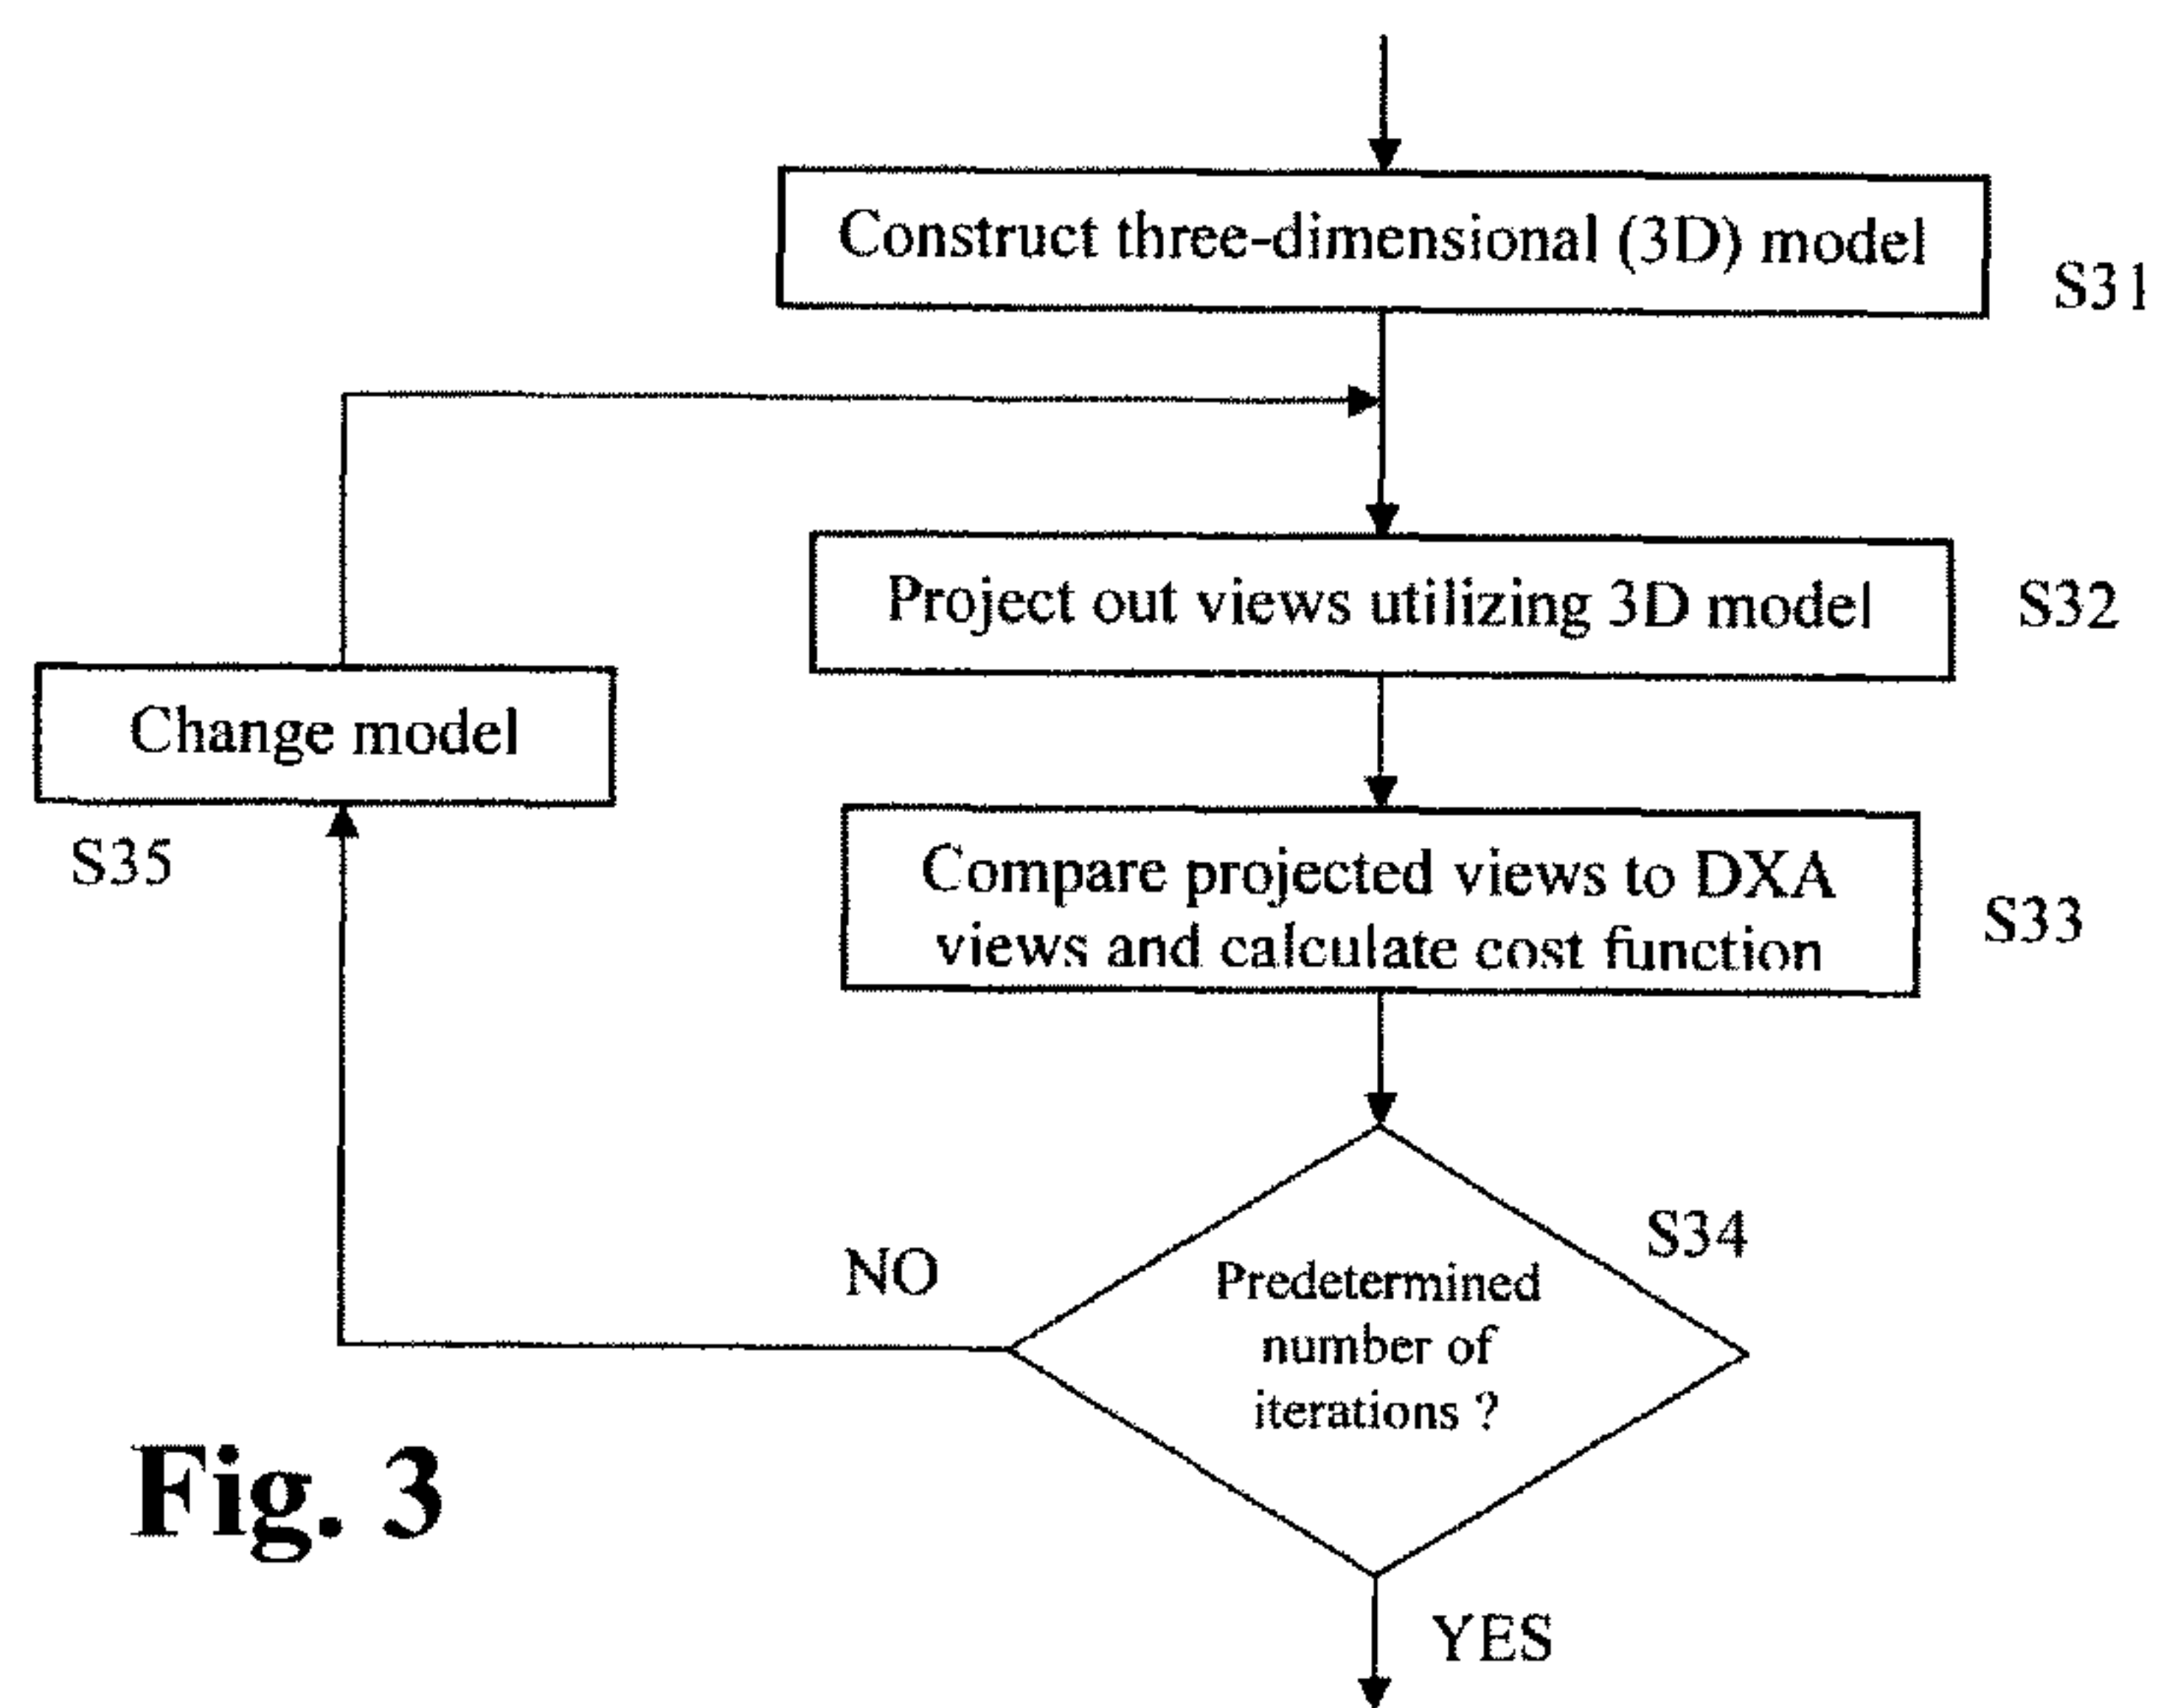 Construct three-dimensional (3D) model
S31
Project out views utilizing 3D model
S32
Change model
S35
Compare projected views to DXA
views and calculate cost function
S33
S34
NO
Predetermined
number of
iterations ?
YES
Fig. 3